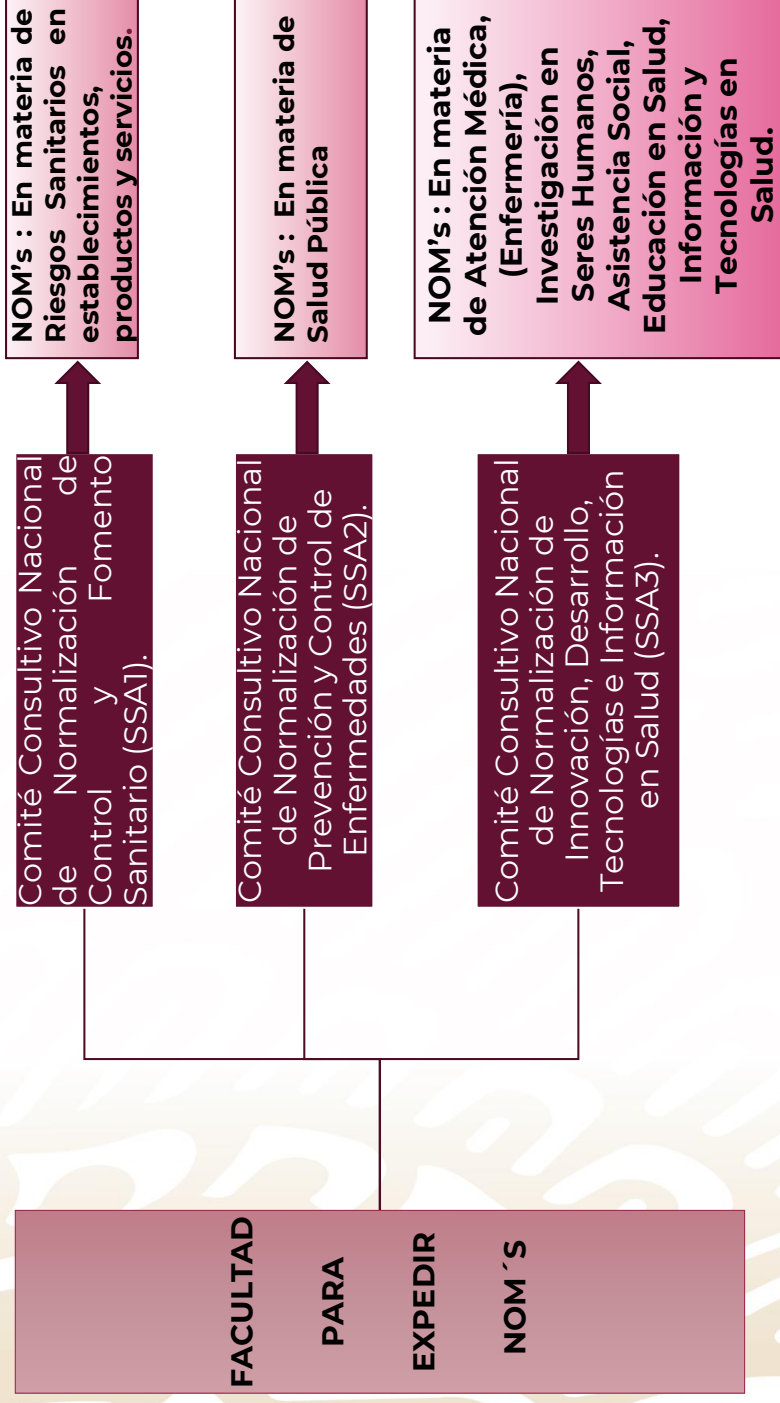 FACULTAD
PARA
EXPEDIR
NOM´S
Comité Consultivo Nacional
de Normalización de
Control y Fomento
Sanitario (SSA1).
NOM's : En materia de
Riesgos Sanitarios en
establecimientos,
productos y servicios.
Comité Consultivo Nacional
de Normalización de
Prevención y Control de
Enfermedades (SSA2).
NOM's : En materia de
Salud Pública
Comité Consultivo Nacional
de Normalización de
Innovación, Desarrollo,
Tecnologías e Información
en Salud (SSA3).
NOM's : En materia
de Atención Médica,
(Enfermería),
Investigación en
Seres Humanos,
Asistencia Social,
Educación en Salud,
Información y
Tecnologías en
Salud.